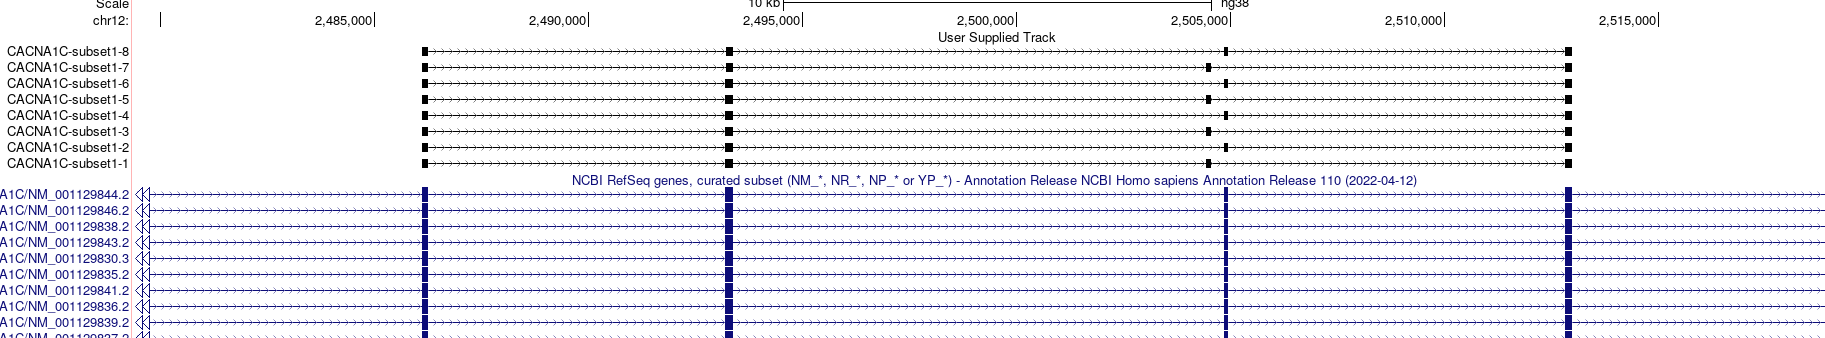 Scale 10 kb hg38
chr12: 2,485,000 2,490,000 2,495,000 2,500,000 2,505,000 2,510,000 2,515,000
User Supplied Track
CACNA1C-subset1-8
CACNA1C-subset1-7
CACNA1C-subset1-6
CACNA1C-subset1-5
CACNA1C-subset1-4
CACNA1C-subset1-3
CACNA1C-subset1-2
CACNA1C-subset1-1
NCBI RefSeq genes, curated subset (NM_*, NR_*, NP_* or YP_*) - Annotation Release NCBI Homo sapiens Annotation Release 110 (2022-04-12)
A1C/NM_001129844.2
A1C/NM_001129846.2
A1C/NM_001129838.2
A1C/NM_001129843.2
A1C/NM_001129830.3
A1C/NM_001129835.2
A1C/NM_001129841.2
A1C/NM_001129836.2
A1C/NM_001129839.2
A1C/NM_001129837.2